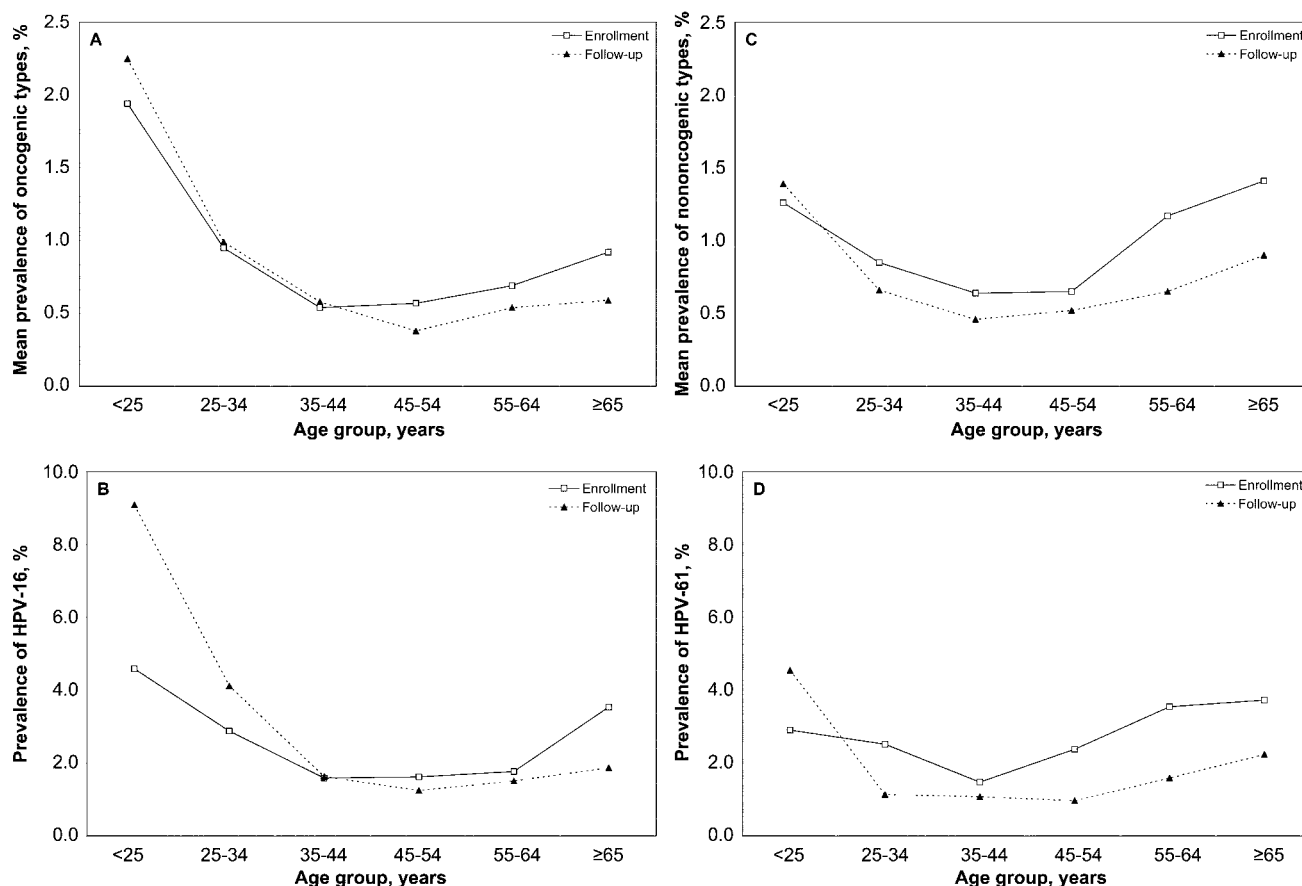 A
Enrollment
Follow-up
Mean prevalence of oncogenic types, %
2.5
2.0
1.5
1.0
0.5
0.0
<25 25-34 35-44 45-54 55-64 ≥65
Age group, years
C
Enrollment
Follow-up
Mean prevalence of nononcogenic types, %
2.5
2.0
1.5
1.0
0.5
0.0
<25 25-34 35-44 45-54 55-64 ≥65
Age group, years
B
Enrollment
Follow-up
Prevalence of HPV-16, %
10.0
8.0
6.0
4.0
2.0
0.0
<25 25-34 35-44 45-54 55-64 ≥65
Age group, years
D
Enrollment
Follow-up
Prevalence of HPV-61, %
10.0
8.0
6.0
4.0
2.0
0.0
<25 25-34 35-44 45-54 55-64 ≥65
Age group, years